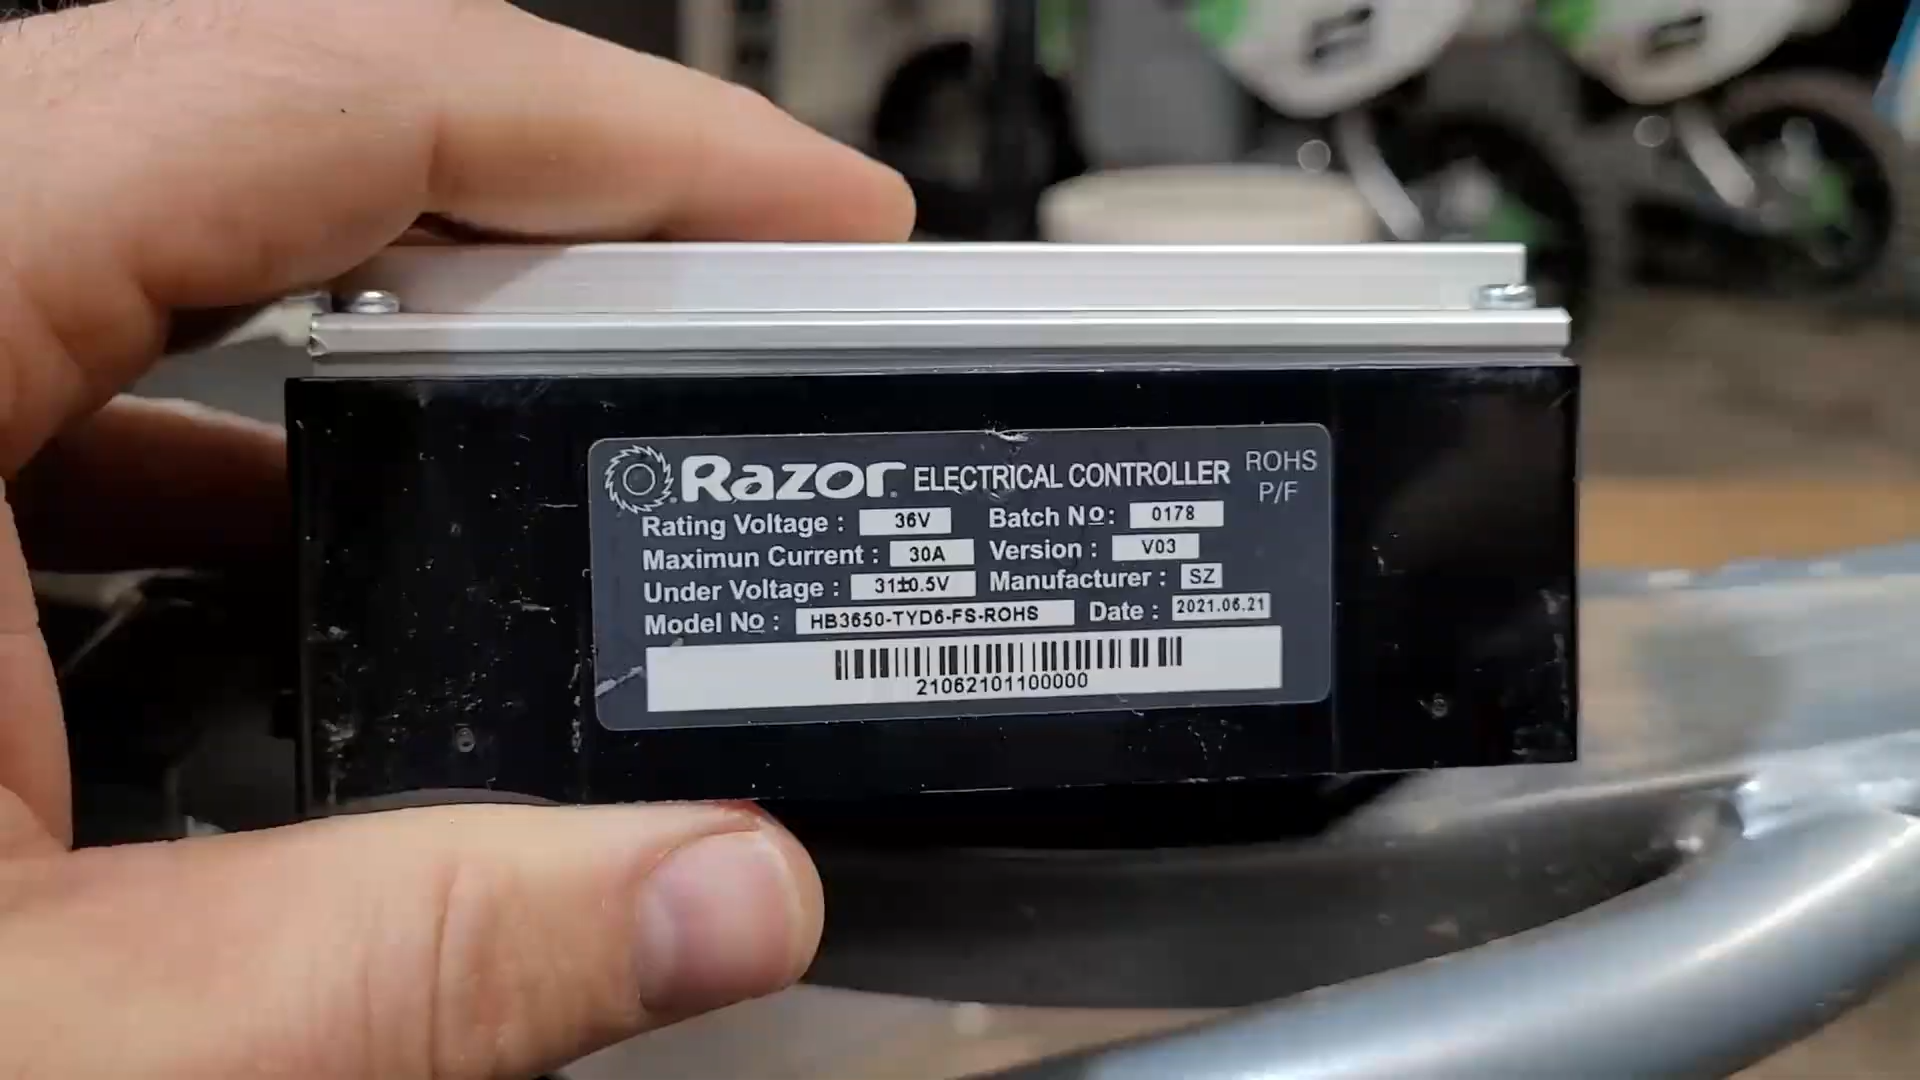 Razor ELECTRICAL CONTROLLER ROHS P/F
Rating Voltage : 36V Batch No: 0178
Maximun Current : 30A Version : V03
Under Voltage : 31±0.5V Manufacturer : SZ
Model No : HB3650-TYD6-FS-ROHS Date : 2021.06.21
21062101100000